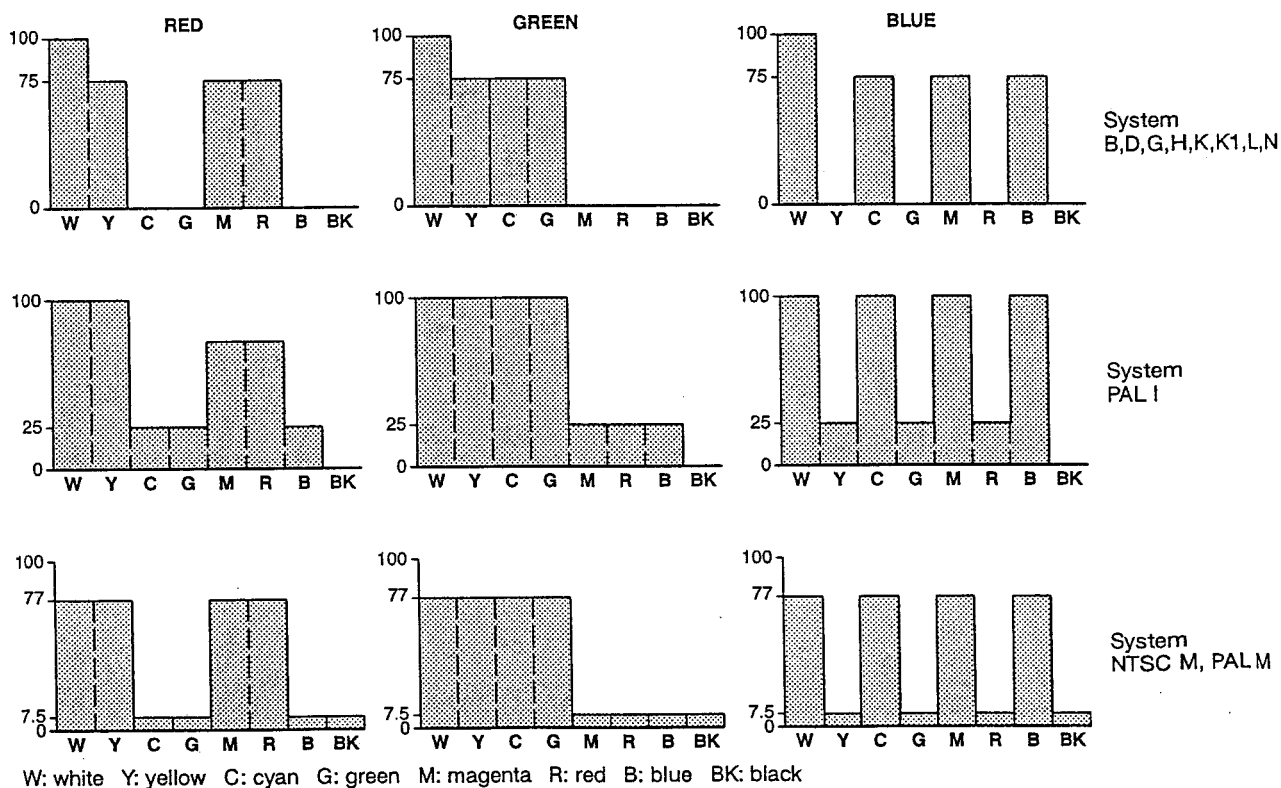 RED
100
75
0
W Y C G M R B BK
GREEN
100
75
0
W Y C G M R B BK
BLUE
100
75
0
W Y C G M R B BK
System
B,D,G,H,K,K1,L,N
100
25
0
W Y C G M R B BK
100
25
0
W Y C G M R B BK
100
25
0
W Y C G M R B BK
System
PAL I
100
77
7.5
0
W Y C G M R B BK
100
77
7.5
0
W Y C G M R B BK
100
77
7.5
0
W Y C G M R B BK
System
NTSC M, PAL M
W: white Y: yellow C: cyan G: green M: magenta R: red B: blue BK: black